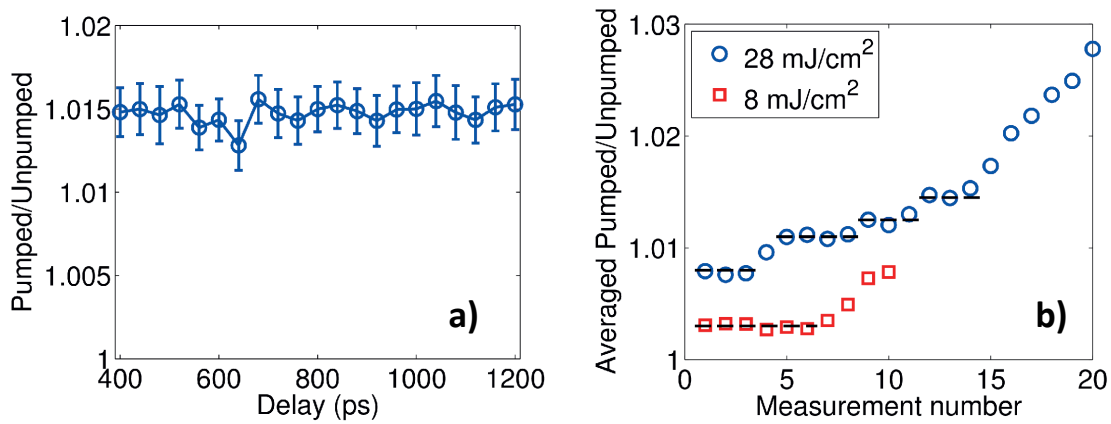 1.02
1.015
1.01
1.005
1
Pumped/Unpumped
400
600
800
1000
1200
Delay (ps)
a)
1.03
1.02
1.01
1
Averaged Pumped/Unpumped
28 mJ/cm²
8 mJ/cm²
0
5
10
15
20
Measurement number
b)